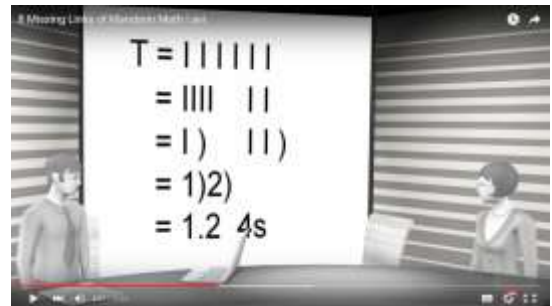 T = I I I I I I
= IIII I I
= I ) I I )
= 1)2)
= 1.2 4s